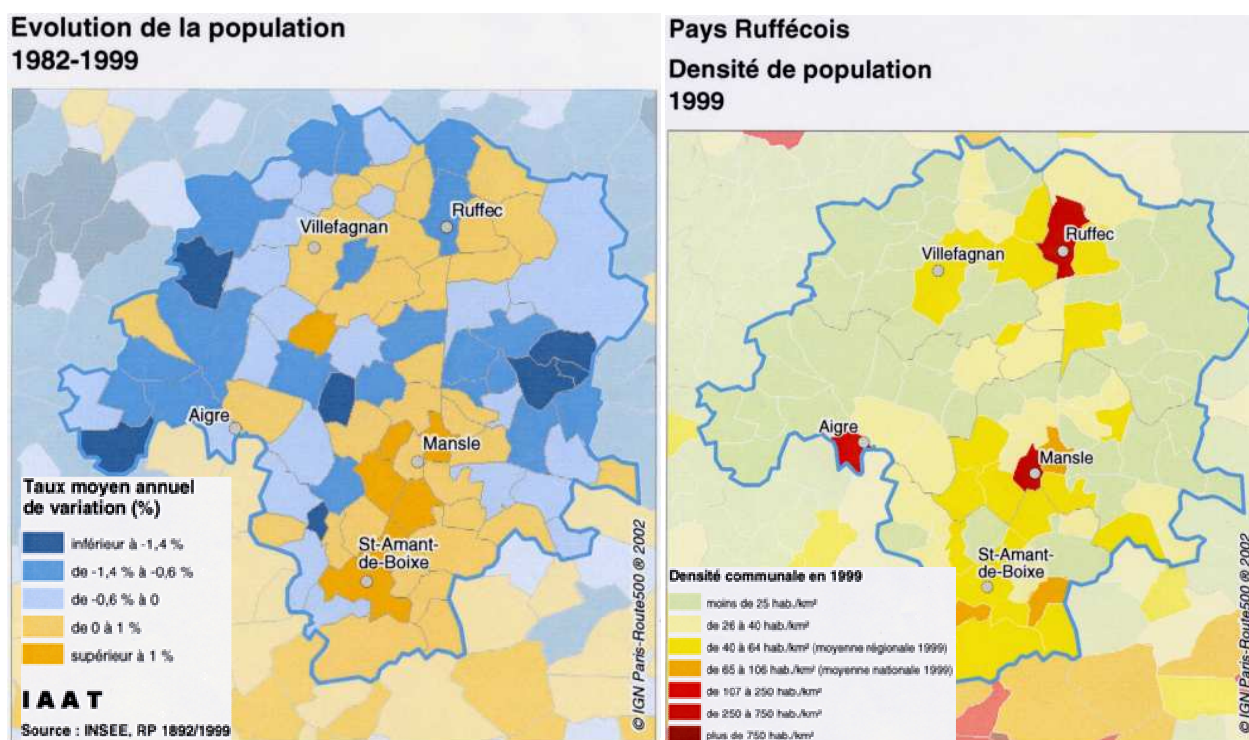 Evolution de la population
1982-1999
Villefagnan
Ruffec
Aigre
Mansle
St-Amant-
de-Boixe
Taux moyen annuel
de variation (%)
inférieur à -1,4 %
de -1,4 % à -0,6 %
de -0,6 % à 0
de 0 à 1 %
supérieur à 1 %
IAAT
Source : INSEE, RP 1892/1999
© IGN Paris-Route500 ® 2002
Pays Ruffécois
Densité de population
1999
Villefagnan
Ruffec
Aigre
Mansle
St-Amant-
de-Boixe
Densité communale en 1999
moins de 25 hab./km²
de 26 à 40 hab./km²
de 40 à 64 hab./km² (moyenne régionale 1999)
de 65 à 106 hab./km² (moyenne nationale 1999)
de 107 à 250 hab./km²
de 250 à 750 hab./km²
plus de 750 hab./km²
© IGN Paris-Route500 ® 2002